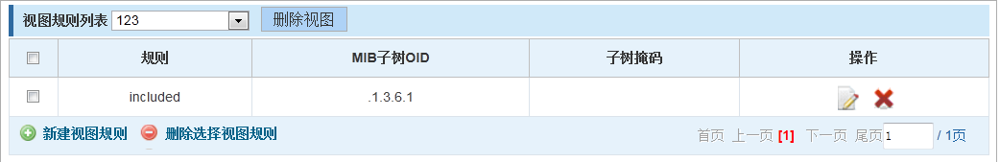 视图规则列表 123 删除视图
规则 MIB子树OID 子树掩码 操作
included .1.3.6.1
新建视图规则 删除选择视图规则 首页 上一页 [1] 下一页 尾页 1 / 1页